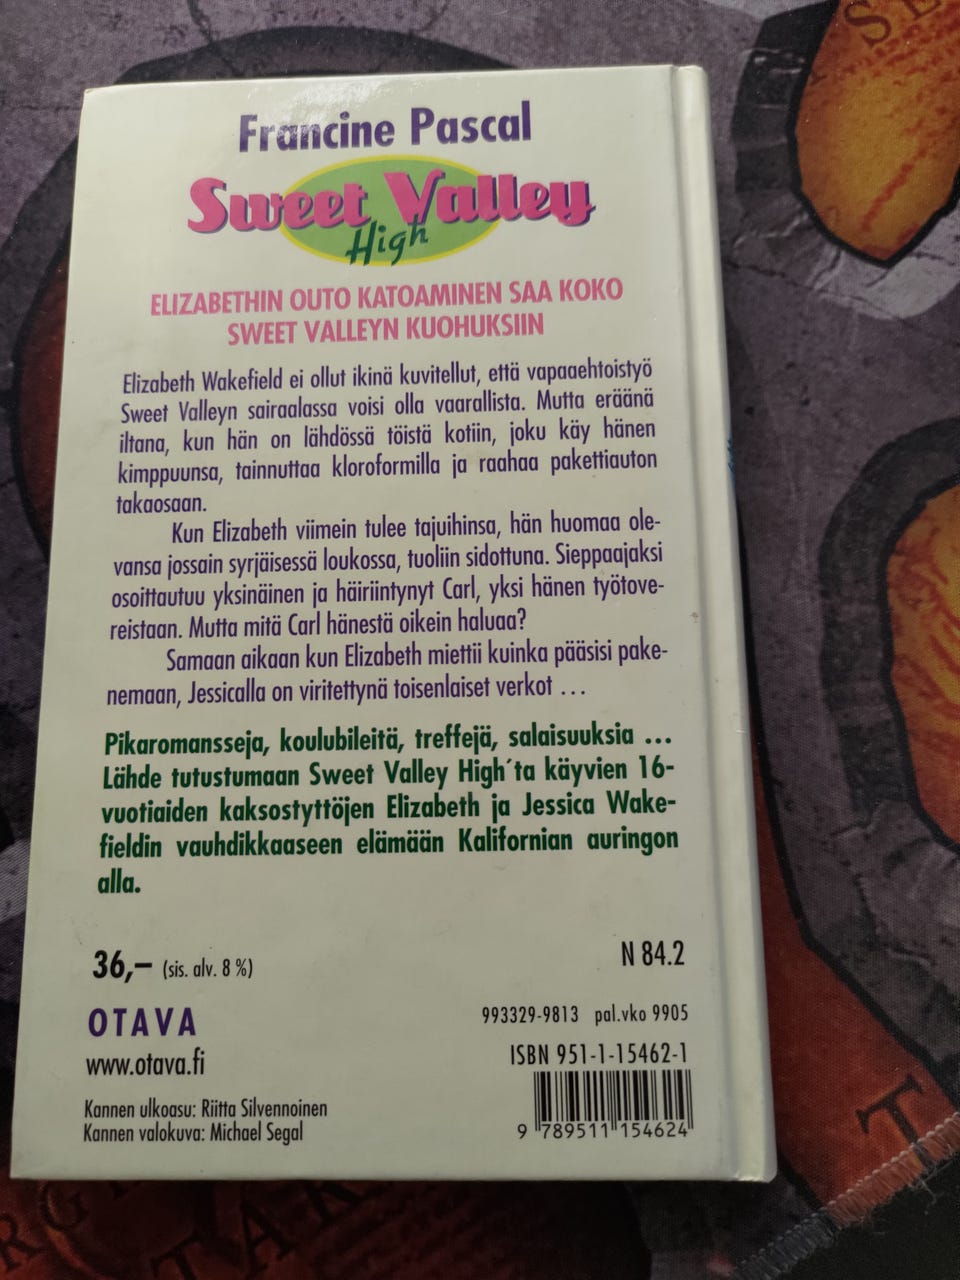 Francine Pascal
Sweet Valley
High
ELIZABETHIN OUTO KATOAMINEN SAA KOKO
SWEET VALLEYN KUOHUKSIIN
Elizabeth Wakefield ei ollut ikinä kuvitellut, että vapaaehtoistyö
Sweet Valleyn sairaalassa voisi olla vaarallista. Mutta eräänä
iltana, kun hän on lähdössä töistä kotiin, joku käy hänen
kimppuunsa, tainnuttaa kloroformilla ja raahaa pakettiauton
takaosaan.
Kun Elizabeth viimein tulee tajuihinsa, hän huomaa ole-
vansa jossain syrjäisessä loukossa, tuoliin sidottuna. Sieppaajaksi
osoittautuu yksinäinen ja häiriintynyt Carl, yksi hänen työtove-
reistaan. Mutta mitä Carl hänestä oikein haluaa?
Samaan aikaan kun Elizabeth miettii kuinka pääsisi pake-
nemaan, Jessicalla on viritettynä toisenlaiset verkot ...
Pikaromansseja, koulubileitä, treffejä, salaisuuksia ...
Lähde tutustumaan Sweet Valley High´ta käyvien 16-
vuotiaiden kaksostyttöjen Elizabeth ja Jessica Wake-
fieldin vauhdikkaaseen elämään Kalifornian auringon
alla.
36,– (sis. alv. 8 %)
N 84.2
OTAVA
993329-9813 pal.vko 9905
www.otava.fi
ISBN 951-1-15462-1
Kannen ulkoasu: Riitta Silvennoinen
Kannen valokuva: Michael Segal
9 789511 154624